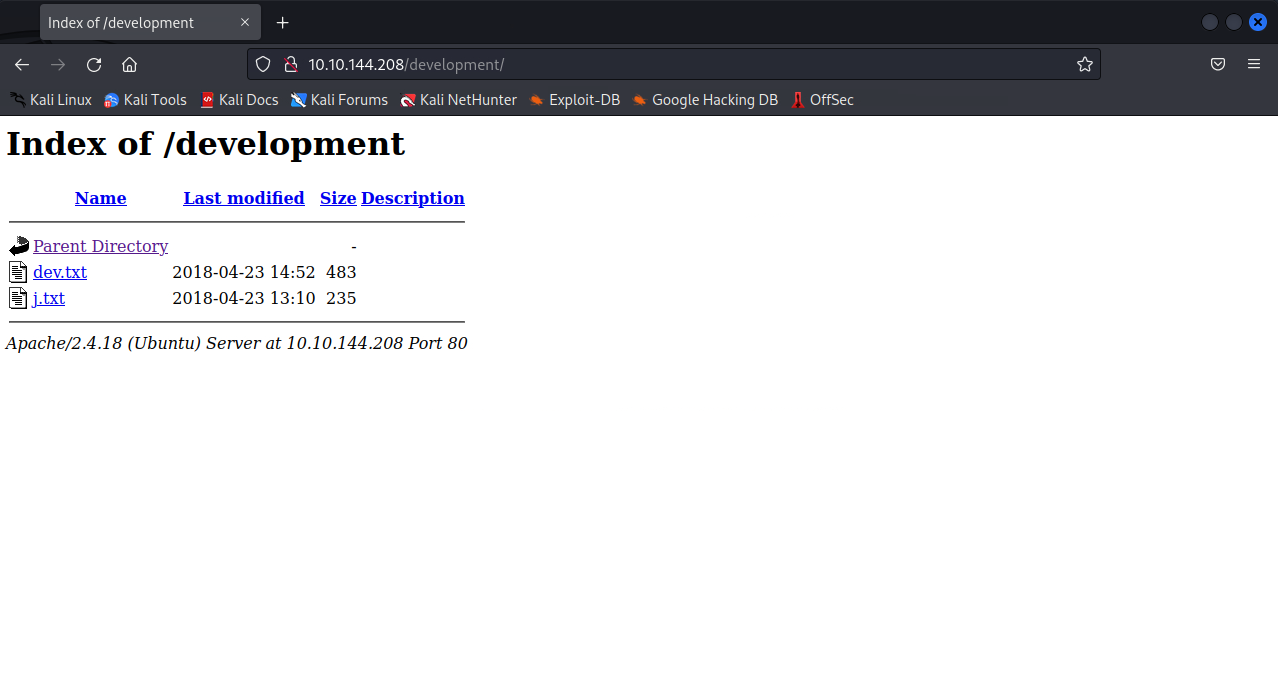 Index of /development
10.10.144.208/development/
Kali Linux Kali Tools Kali Docs Kali Forums Kali NetHunter Exploit-DB Google Hacking DB OffSec
Index of /development
Name Last modified Size Description
Parent Directory -
dev.txt 2018-04-23 14:52 483
j.txt 2018-04-23 13:10 235
Apache/2.4.18 (Ubuntu) Server at 10.10.144.208 Port 80